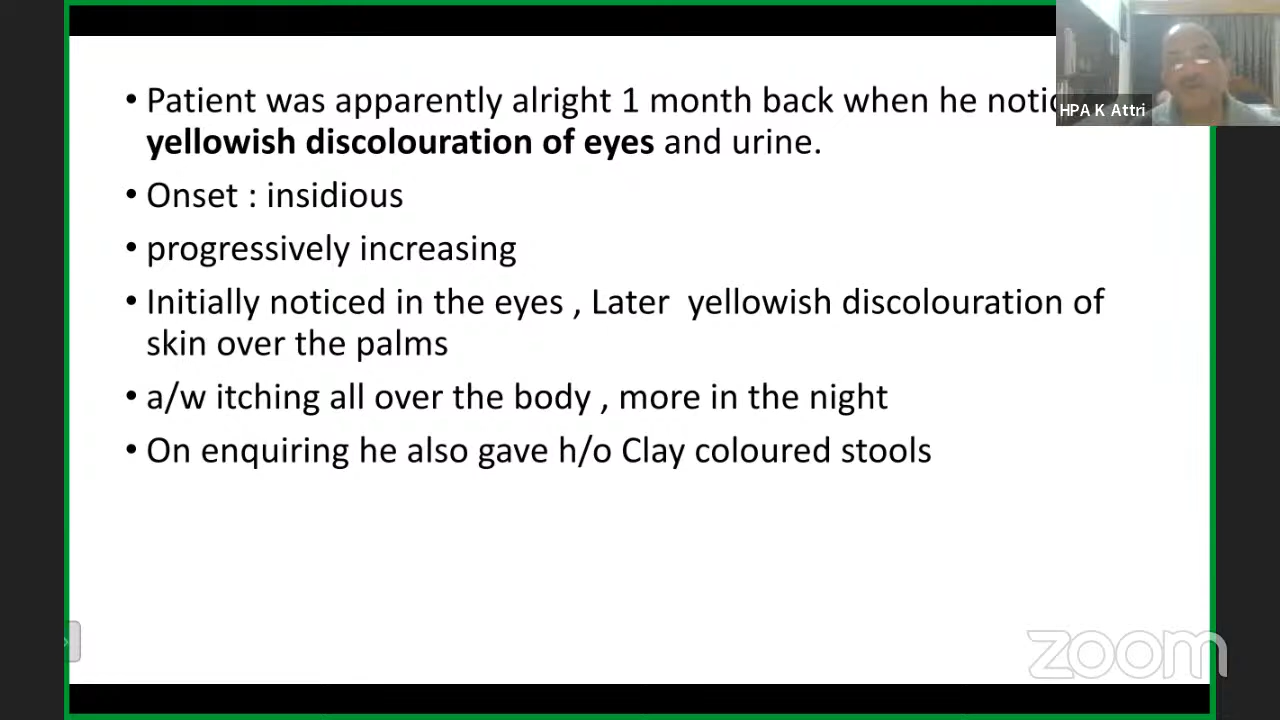 • Patient was apparently alright 1 month back when he
yellowish discolouration of eyes and urine.
• Onset : insidious
• progressively increasing
• Initially noticed in the eyes , Later yellowish discolouration of
skin over the palms
• a/w itching all over the body , more in the night
• On enquiring he also gave h/o Clay coloured stools
HPA K Attri
zoom